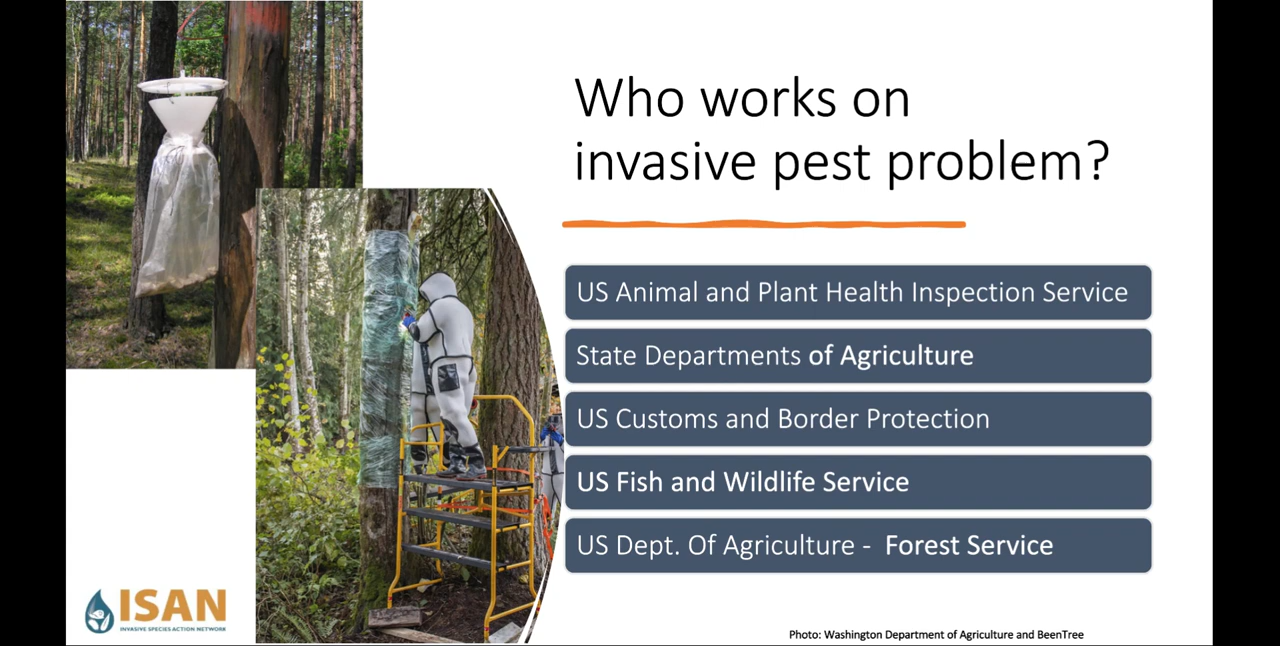 Who works on
invasive pest problem?
US Animal and Plant Health Inspection Service
State Departments of Agriculture
US Customs and Border Protection
US Fish and Wildlife Service
US Dept. Of Agriculture - Forest Service
ISAN
INVASIVE SPECIES ACTION NETWORK
Photo: Washington Department of Agriculture and BeenTree